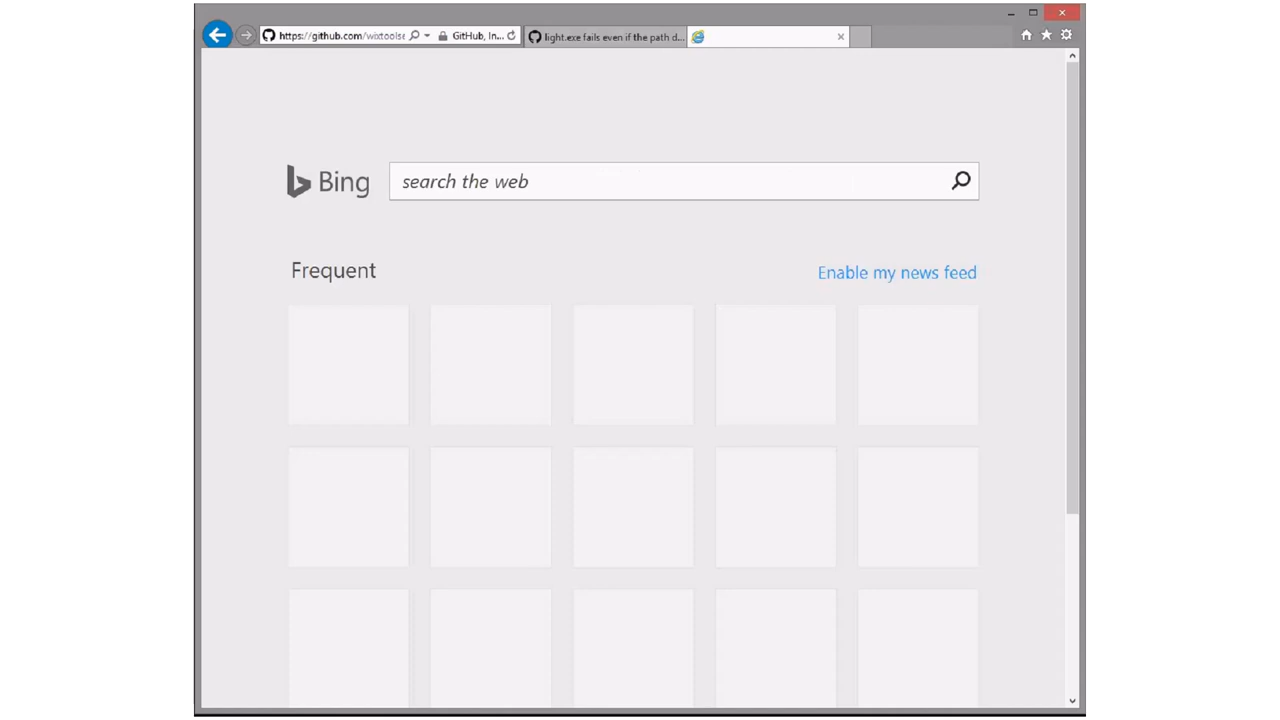 https://github.com/wixtoolse GitHub, In... light.exe fails even if the path d...
Bing search the web
Frequent Enable my news feed